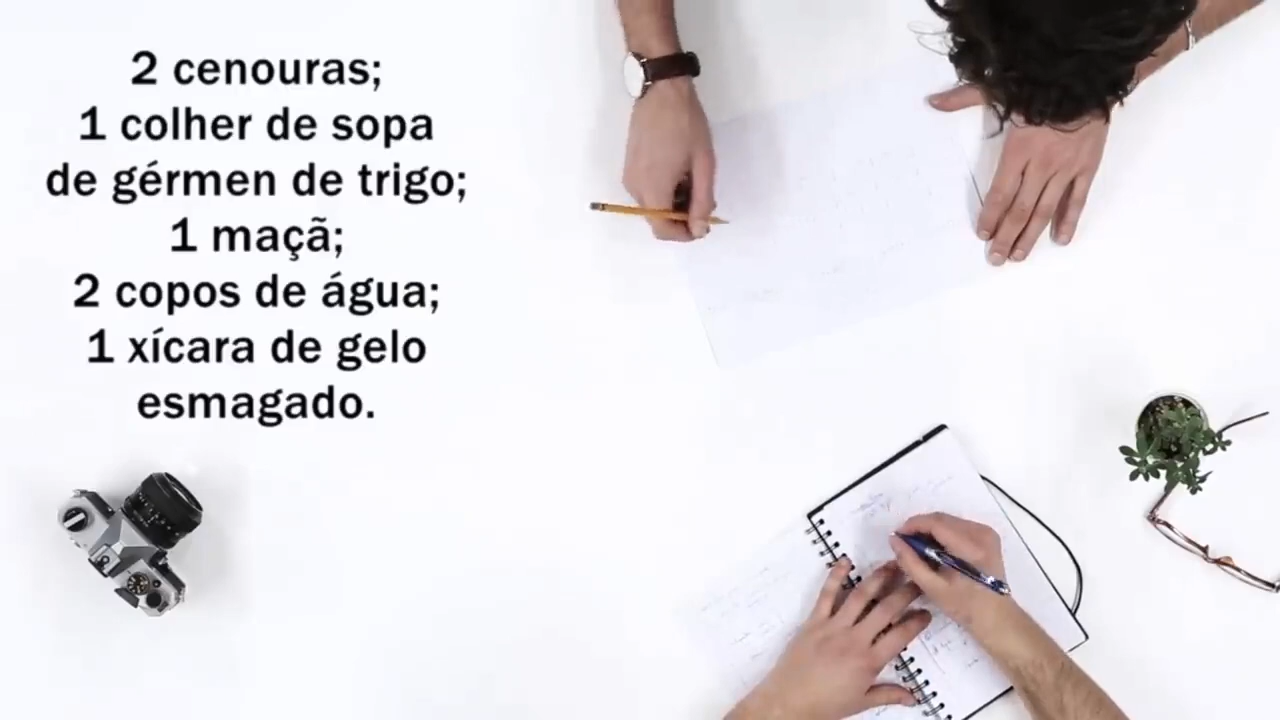 2 cenouras;
1 colher de sopa
de gérmen de trigo;
1 maçã;
2 copos de água;
1 xícara de gelo
esmagado.